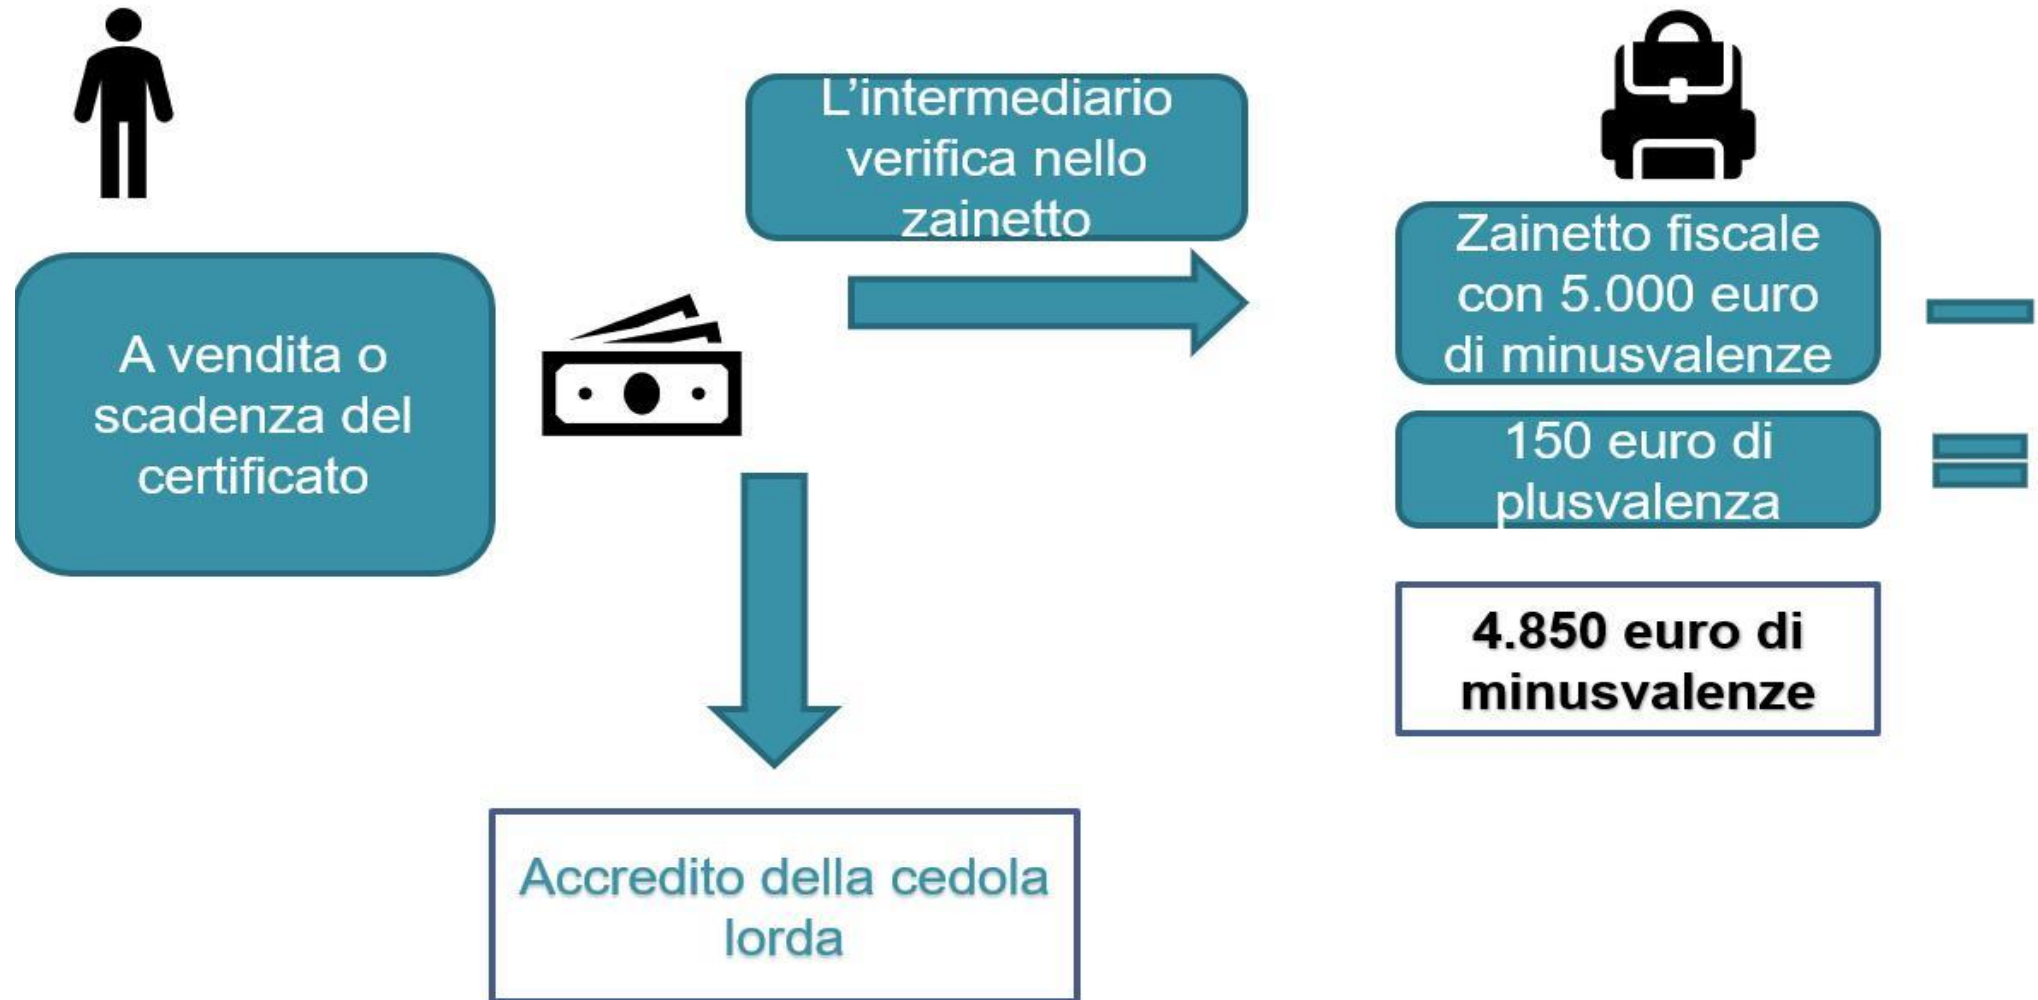 L’intermediario
verifica nello
zainetto
A vendita o
scadenza del
certificato
Zainetto fiscale
con 5.000 euro
di minusvalenze
150 euro di
plusvalenza
4.850 euro di
minusvalenze
Accredito della cedola
lorda